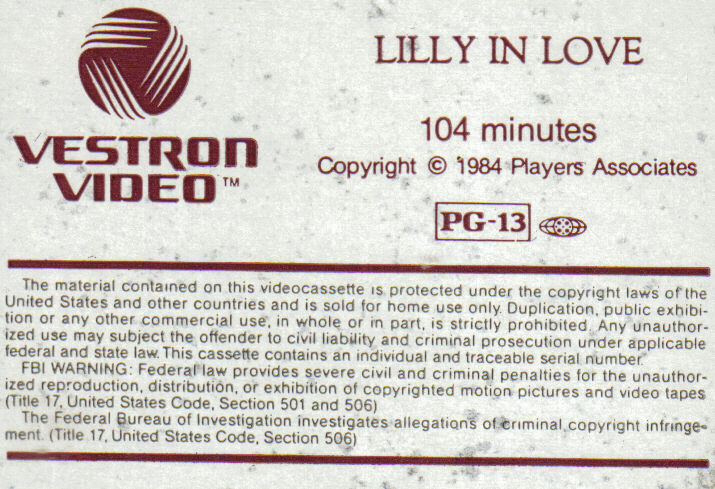 LILLY IN LOVE
VESTRON
VIDEO™
104 minutes
Copyright © 1984 Players Associates
PG-13
The material contained on this videocassette is protected under the copyright laws of the
United States and other countries and is sold for home use only. Duplication, public exhibi-
tion or any other commercial use, in whole or in part, is strictly prohibited. Any unauthor-
ized use may subject the offender to civil liability and criminal prosecution under applicable
federal and state law. This cassette contains an individual and traceable serial number.
FBI WARNING: Federal law provides severe civil and criminal penalties for the unauthor-
ized reproduction, distribution, or exhibition of copyrighted motion pictures and video tapes
(Title 17, United States Code, Section 501 and 506)
The Federal Bureau of Investigation investigates allegations of criminal copyright infringe-
ment. (Title 17, United States Code, Section 506)